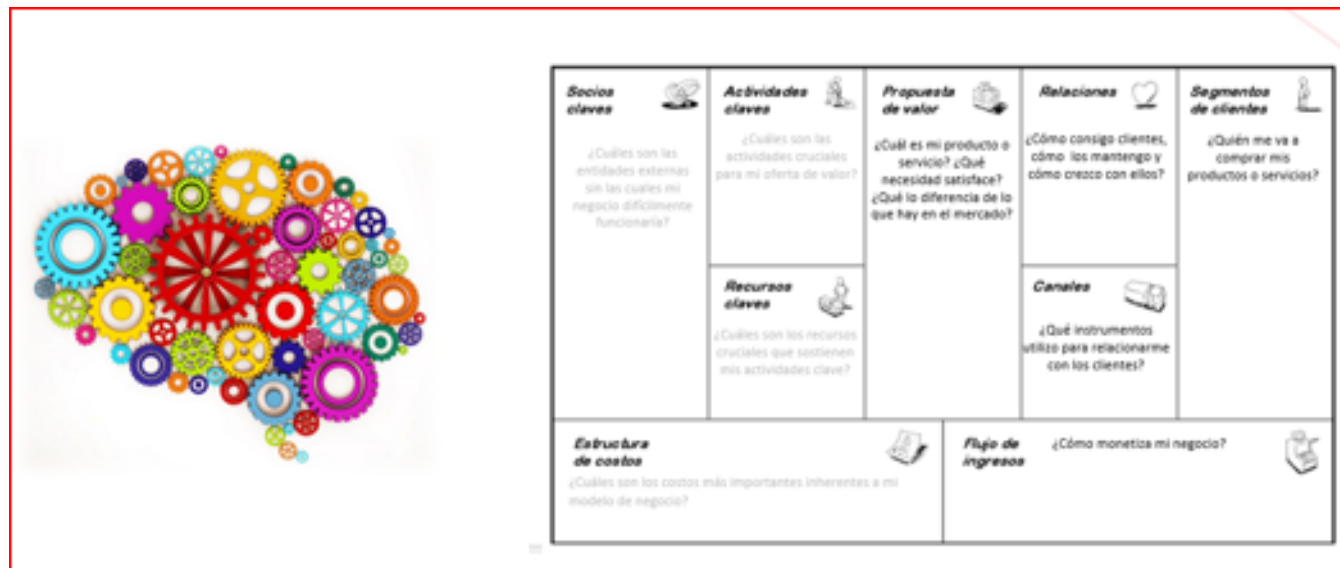 Socios
claves
¿Cuáles son las
entidades externas
sin las cuales mi
negocio difícilmente
funcionaría?
Actividades
claves
¿Cuáles son las
actividades cruciales
para mi oferta de valor?
Recursos
claves
¿Cuáles son los recursos
cruciales que sostienen
mis actividades clave?
Propuesta
de valor
¿Cuál es mi producto o
servicio? ¿Qué
necesidad satisface?
¿Qué lo diferencia de lo
que hay en el mercado?
Relaciones
¿Cómo consigo clientes,
cómo los mantengo y
cómo crezco con ellos?
Canales
¿Qué instrumentos
utilizo para relacionarme
con los clientes?
Segmentos
de clientes
¿Quién me va a
comprar mis
productos o servicios?
Estructura
de costos
¿Cuáles son los costos más importantes inherentes a mi
modelo de negocio?
Flujo de
ingresos
¿Cómo monetiza mi negocio?